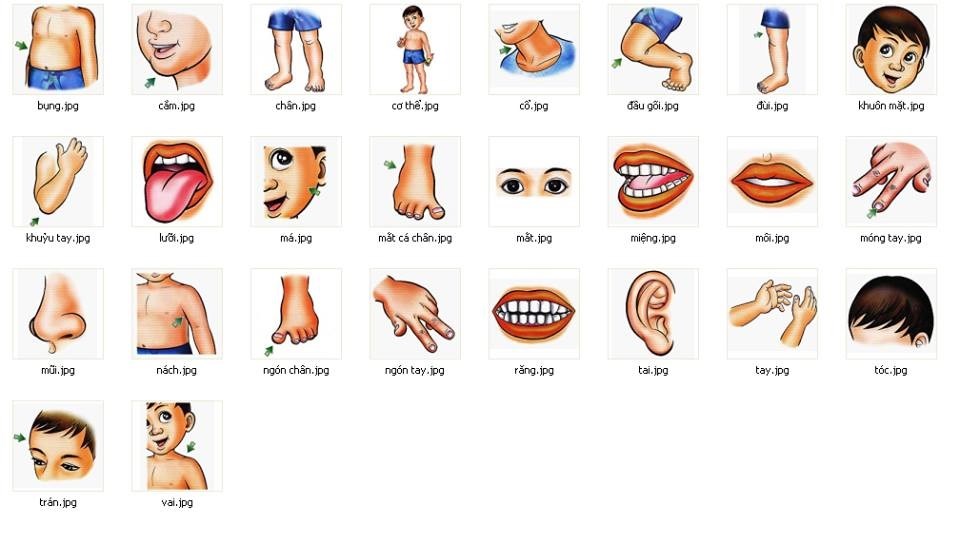 bụng.jpg
cằm.jpg
chân.jpg
cơ thể.jpg
cổ.jpg
đầu gối.jpg
đùi.jpg
khuôn mặt.jpg
khuỷu tay.jpg
lưỡi.jpg
má.jpg
mắt cá chân.jpg
mắt.jpg
miệng.jpg
môi.jpg
móng tay.jpg
mũi.jpg
nách.jpg
ngón chân.jpg
ngón tay.jpg
răng.jpg
tai.jpg
tay.jpg
tóc.jpg
trán.jpg
vai.jpg